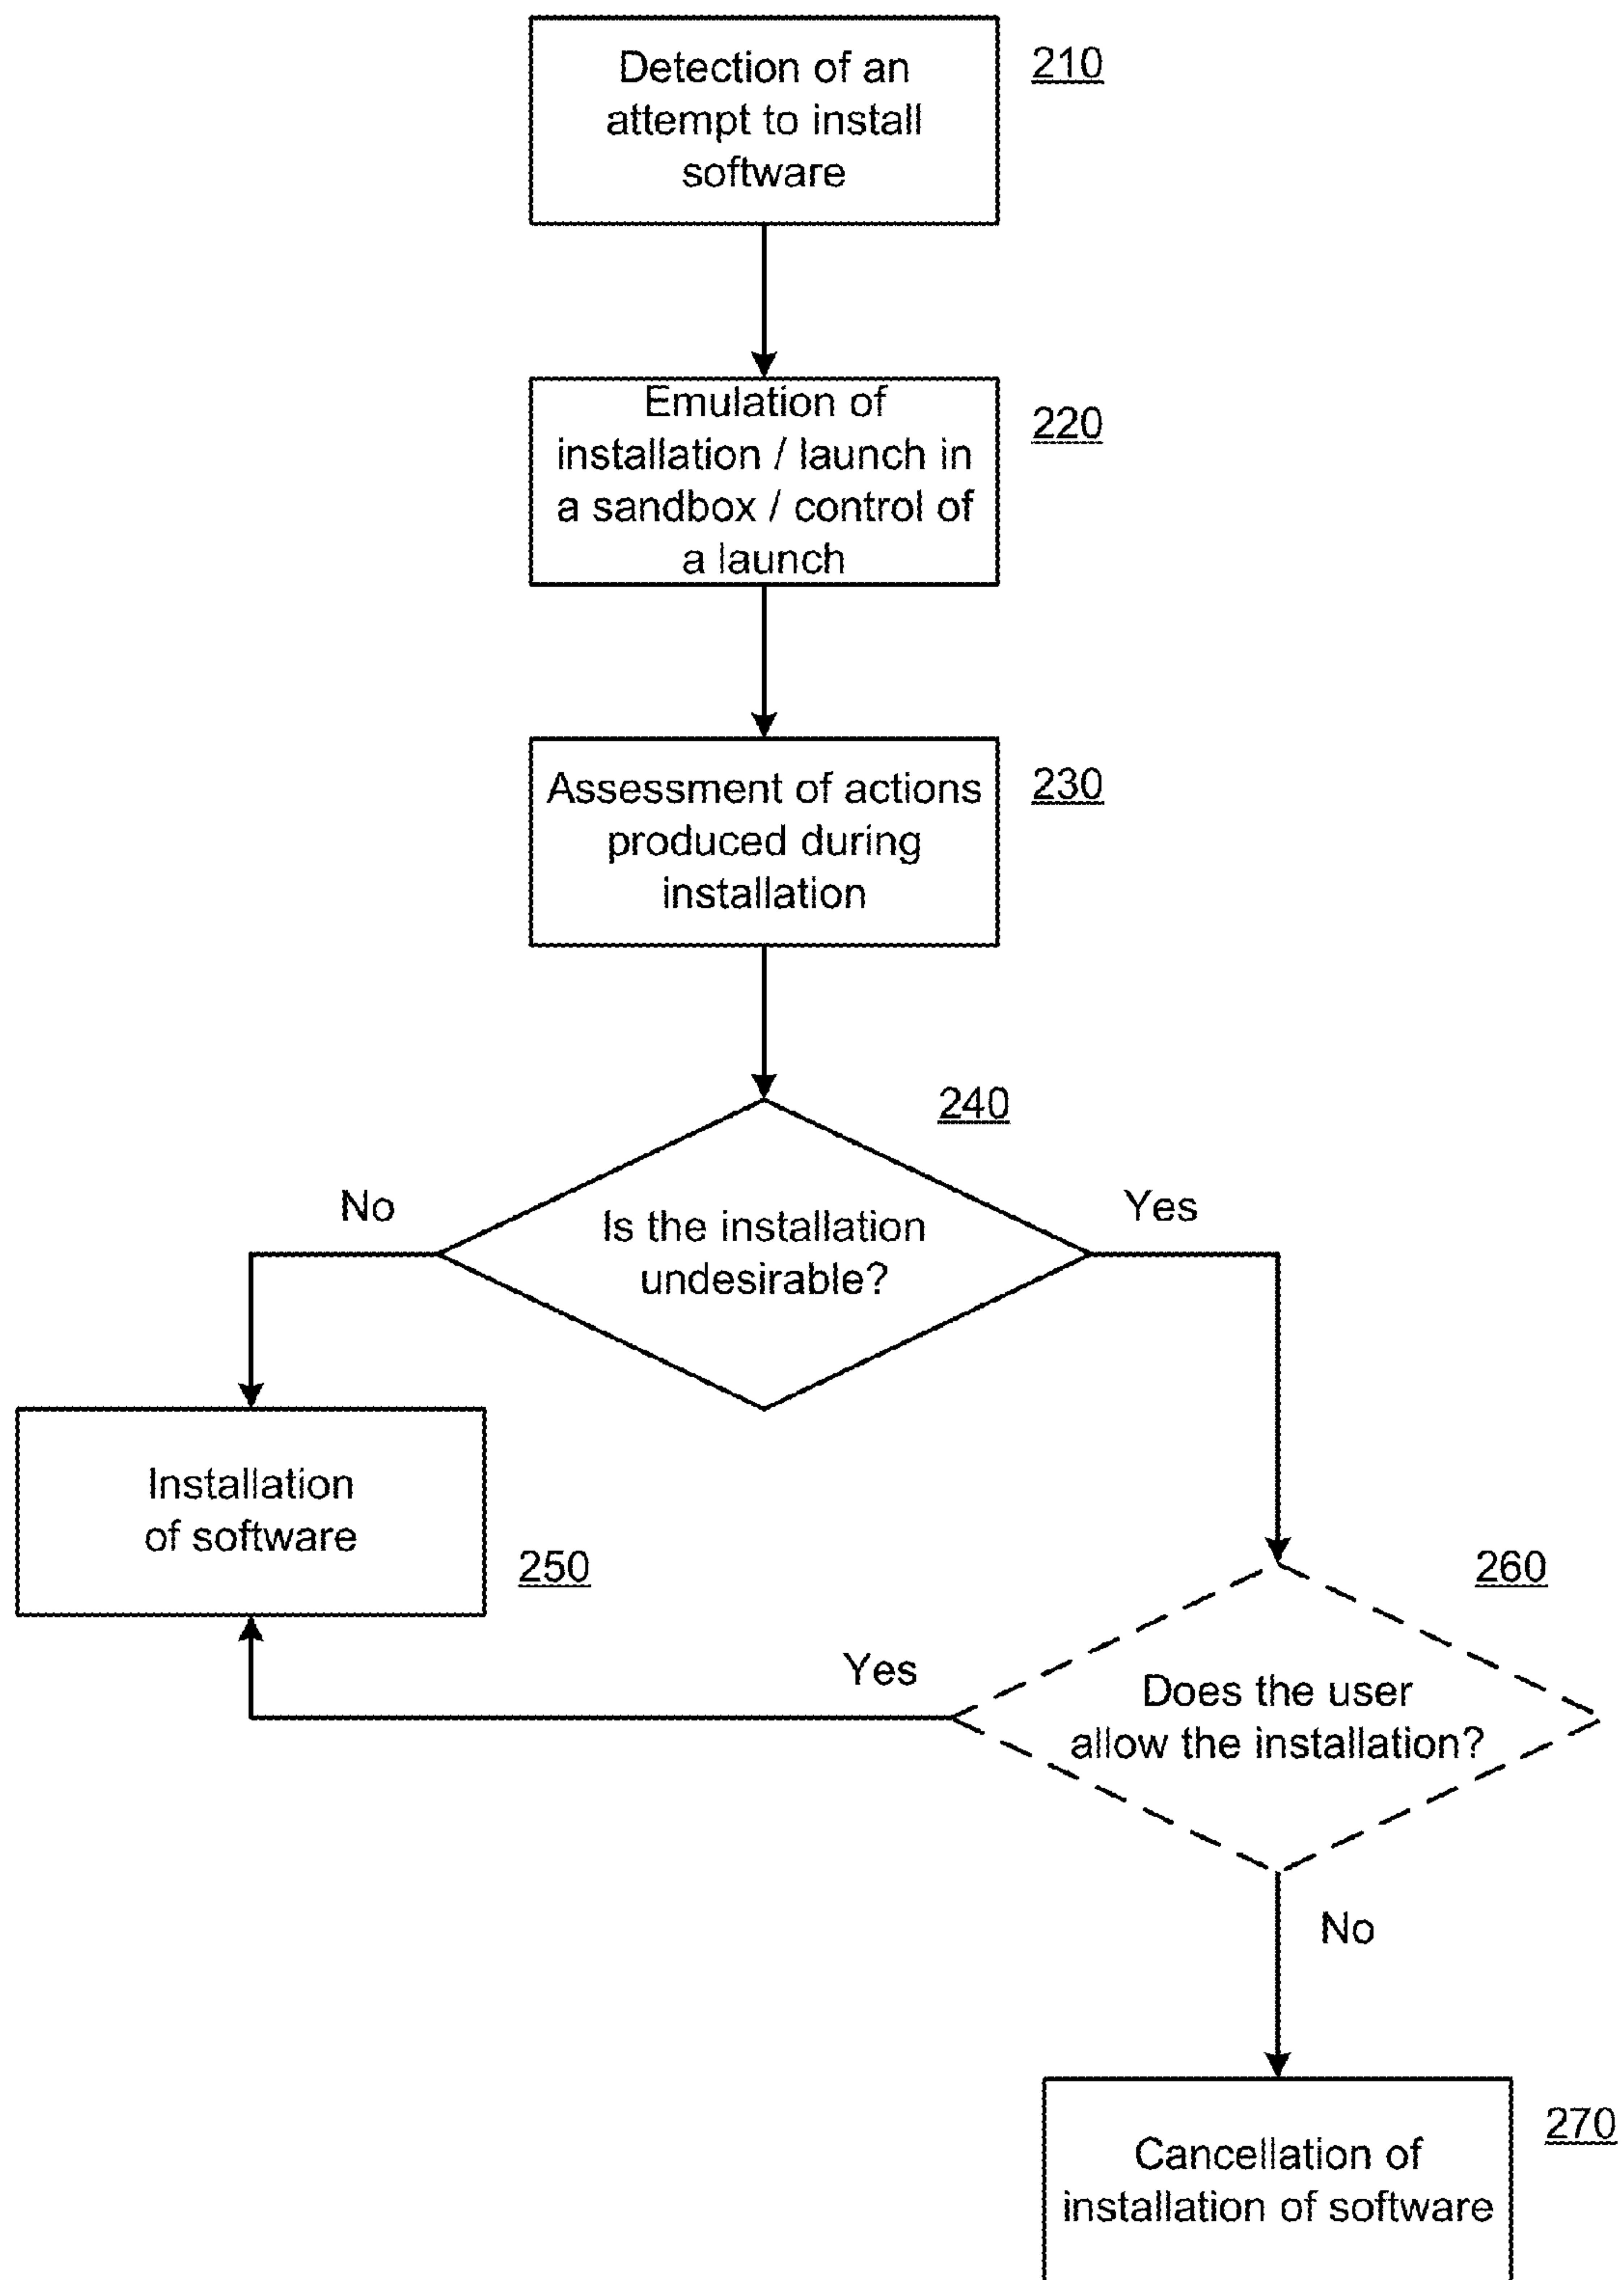 Detection of an
attempt to install
software
210
Emulation of
installation / launch in
a sandbox / control of
a launch
220
Assessment of actions
produced during
installation
230
240
No
Is the installation
undesirable?
Yes
Installation
of software
250
260
Yes
Does the user
allow the installation?
No
Cancellation of
installation of software
270